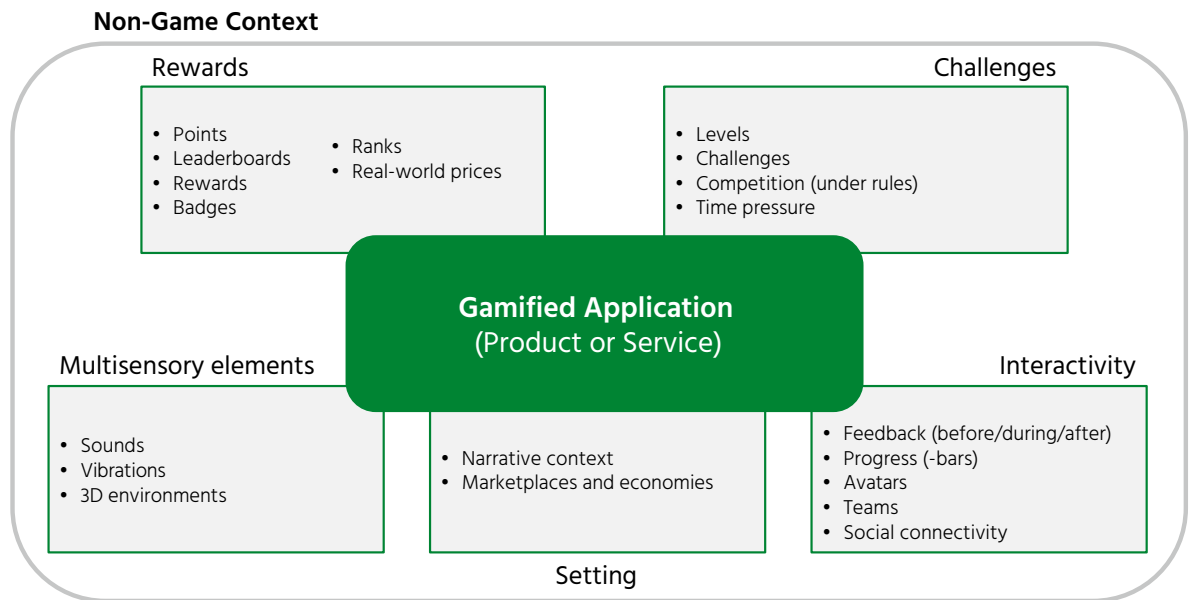 Non-Game Context
Rewards
• Points
• Leaderboards
• Rewards
• Badges
• Ranks
• Real-world prices
Challenges
• Levels
• Challenges
• Competition (under rules)
• Time pressure
Gamified Application
(Product or Service)
Multisensory elements
• Sounds
• Vibrations
• 3D environments
• Narrative context
• Marketplaces and economies
Setting
Interactivity
• Feedback (before/during/after)
• Progress (-bars)
• Avatars
• Teams
• Social connectivity